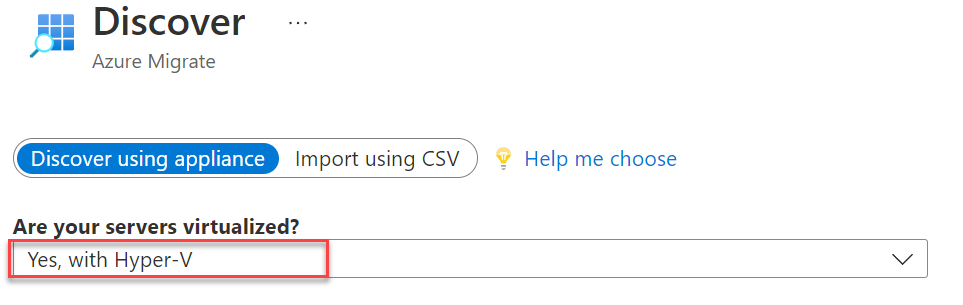 Discover ...
Azure Migrate
Discover using appliance Import using CSV Help me choose
Are your servers virtualized?
Yes, with Hyper-V